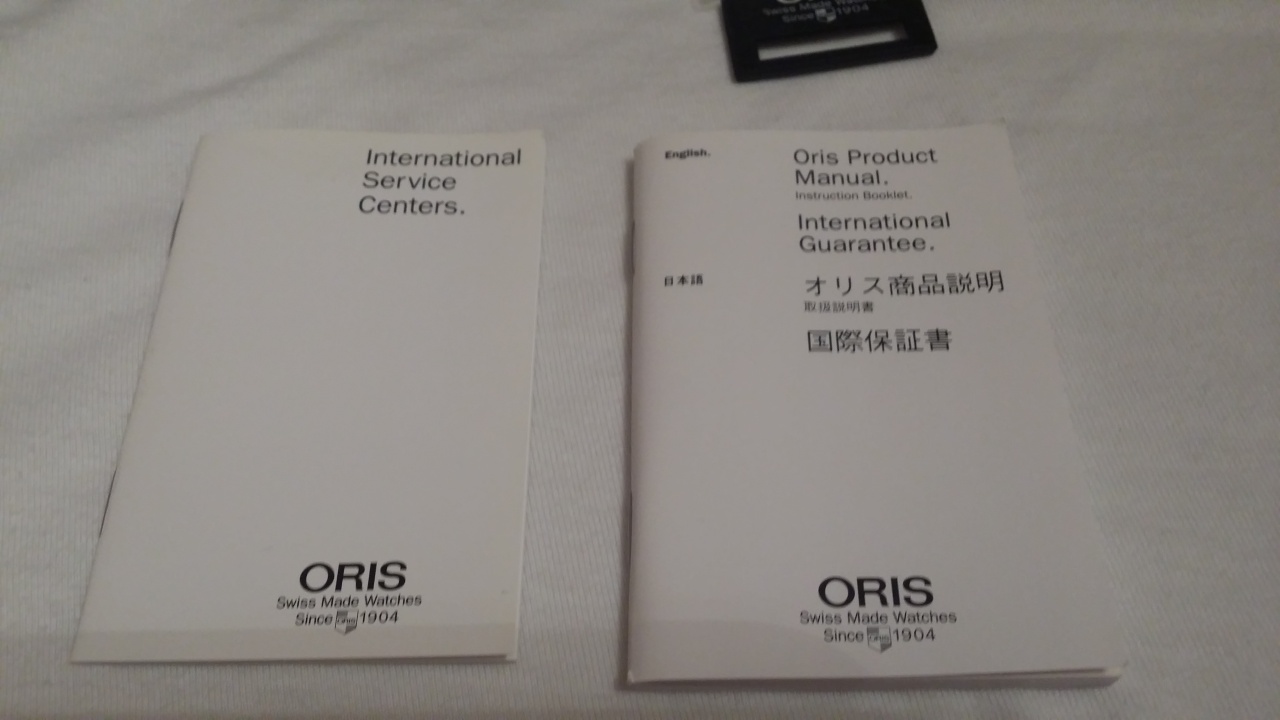 Swiss Made
Since 1904
International
Service
Centers.
ORIS
Swiss Made Watches
Since ORIS 1904
English.
Oris Product
Manual.
Instruction Booklet.
International
Guarantee.
日本語
オリス商品説明
取扱説明書
国際保証書
ORIS
Swiss Made Watches
Since ORIS 1904